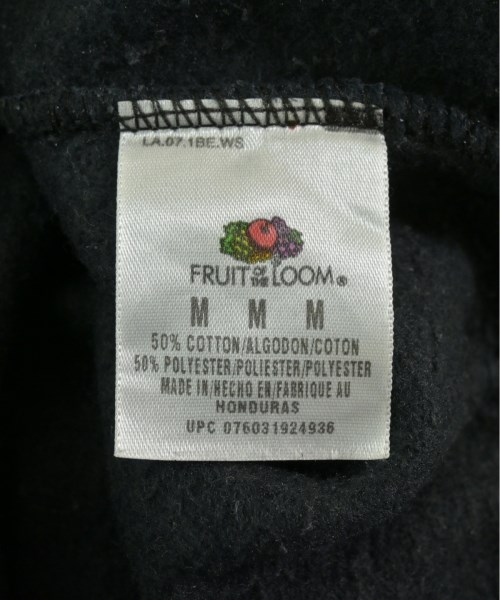 LA.07.1BE.WS
FRUIT OF THE LOOM®
M M M
50% COTTON/ALGODON/COTON
50% POLYESTER/POLIESTER/POLYESTER
MADE IN/HECHO EN/FABRIQUE AU
HONDURAS
UPC 076031924936